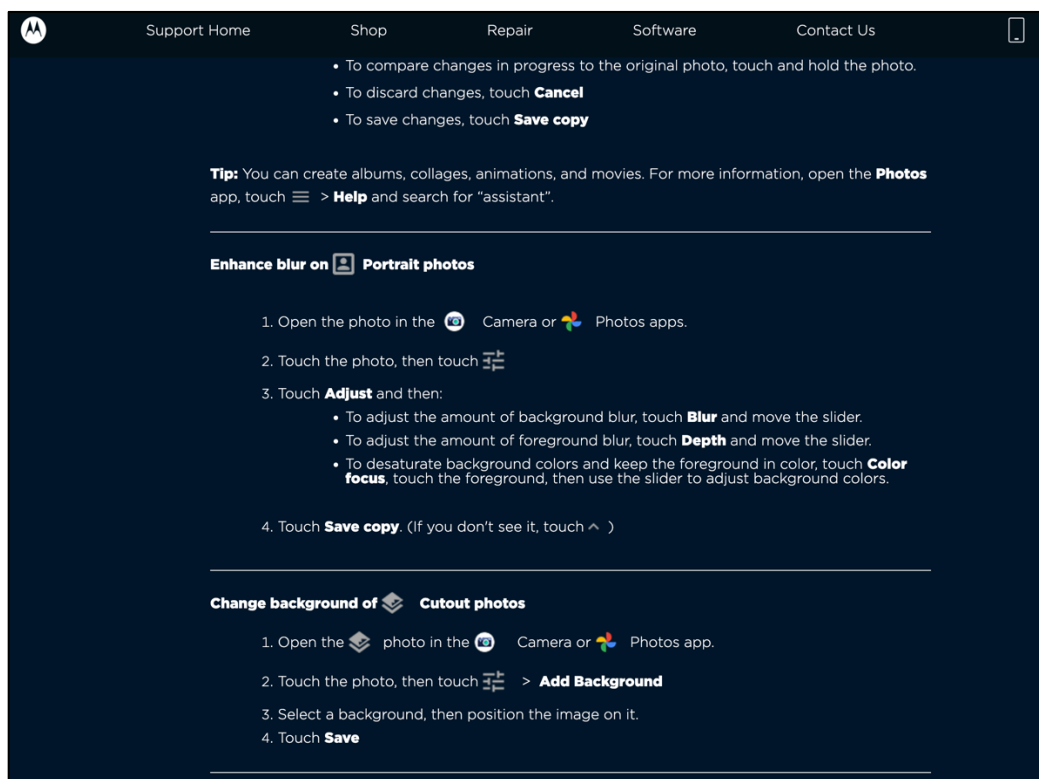 Support Home Shop Repair Software Contact Us
• To compare changes in progress to the original photo, touch and hold the photo.
• To discard changes, touch Cancel
• To save changes, touch Save copy
Tip: You can create albums, collages, animations, and movies. For more information, open the Photos
app, touch > Help and search for “assistant”.
Enhance blur on Portrait photos
1. Open the photo in the Camera or Photos apps.
2. Touch the photo, then touch
3. Touch Adjust and then:
• To adjust the amount of background blur, touch Blur and move the slider.
• To adjust the amount of foreground blur, touch Depth and move the slider.
• To desaturate background colors and keep the foreground in color, touch Color
focus, touch the foreground, then use the slider to adjust background colors.
4. Touch Save copy. (If you don't see it, touch ^ )
Change background of Cutout photos
1. Open the photo in the Camera or Photos app.
2. Touch the photo, then touch > Add Background
3. Select a background, then position the image on it.
4. Touch Save